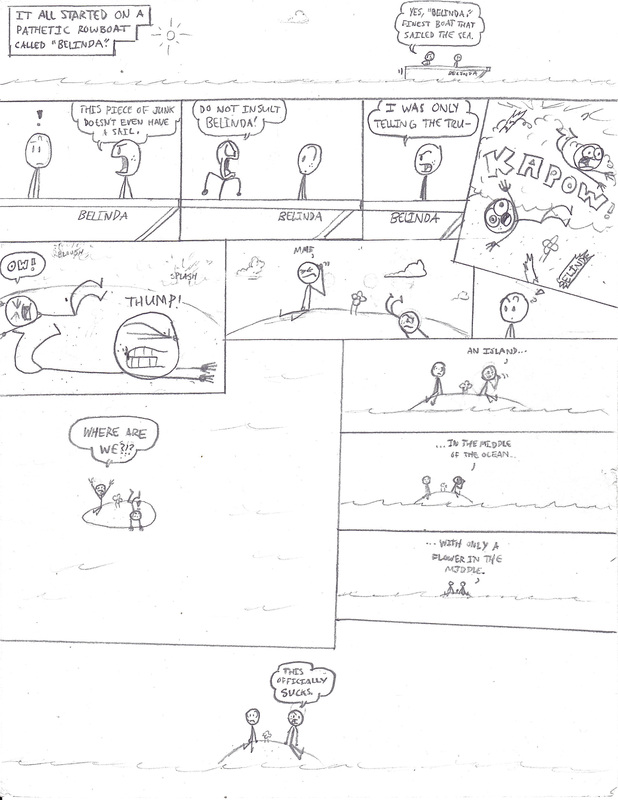 IT ALL STARTED ON A
PATHETIC ROWBOAT
CALLED "BELINDA".
YES, "BELINDA."
FINEST BOAT THAT
SAILED THE SEA.
BELINDA
!
THIS PIECE OF JUNK
DOESN'T EVEN HAVE
A SAIL.
BELINDA
DO NOT INSULT
BELINDA!
BELINDA
I WAS ONLY
TELLING THE TRU-
BELINDA
KAPOW!
BELINDA
OW!
SPLOOSH
SPLASH
THUMP!
?
WHERE ARE
WE?!?
AN ISLAND...
...IN THE MIDDLE
OF THE OCEAN...
...WITH ONLY A
FLOWER IN THE
MIDDLE.
THIS
OFFICIALLY
SUCKS.